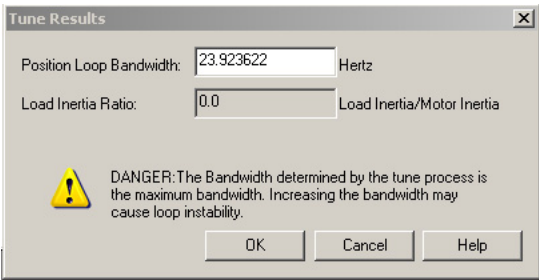 Tune Results
Position Loop Bandwidth: 23.923622 Hertz
Load Inertia Ratio: 0.0 Load Inertia/Motor Inertia
DANGER:The Bandwidth determined by the tune process is
the maximum bandwidth. Increasing the bandwidth may
cause loop instability.
OK Cancel Help